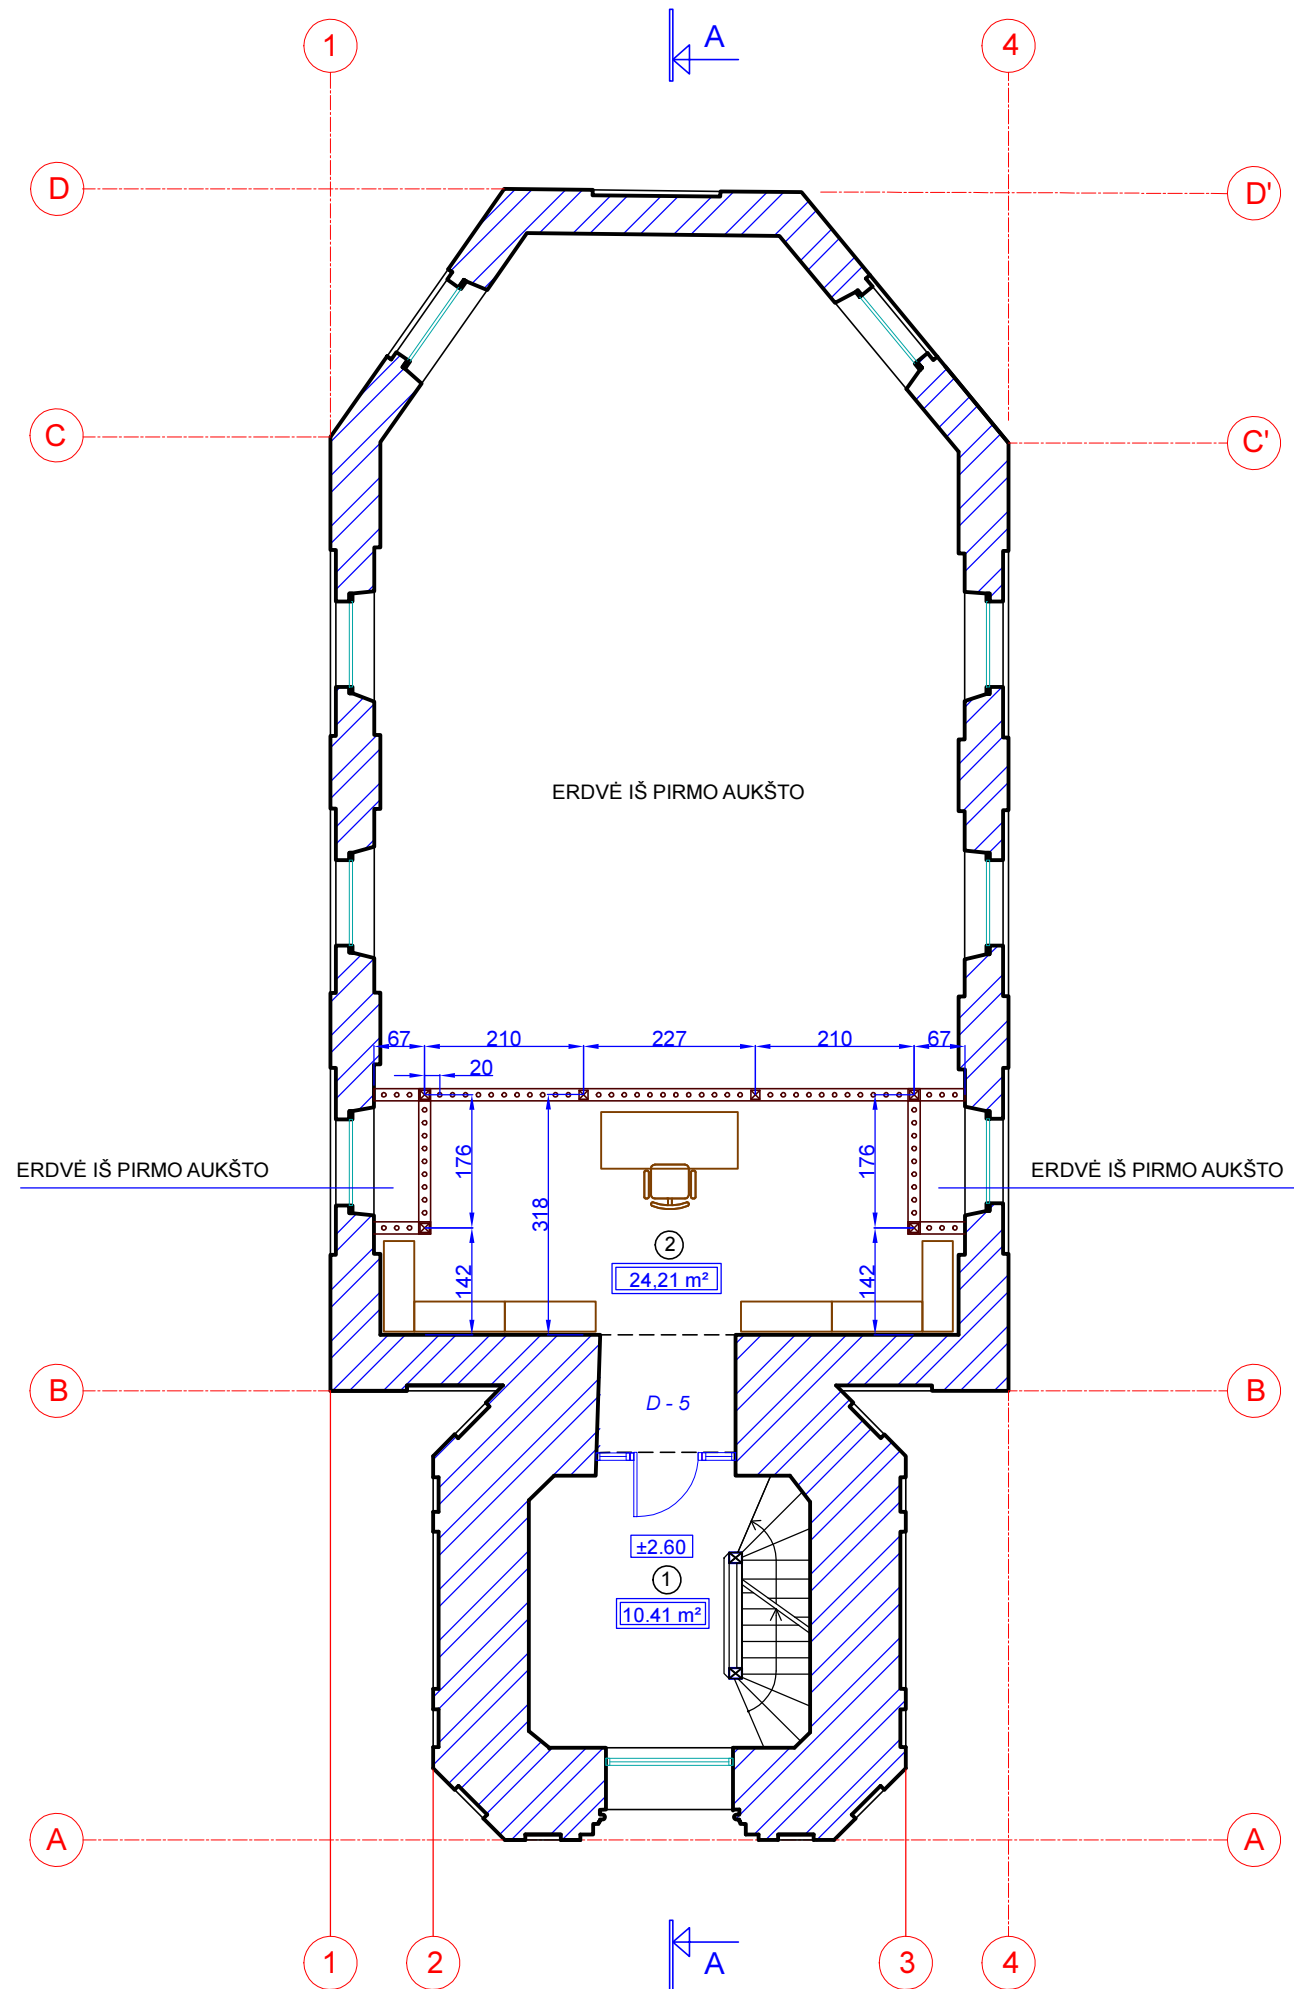 A
1
4
D
D'
C
C'
ERDVĖ IŠ PIRMO AUKŠTO
67
210
227
210
67
20
ERDVĖ IŠ PIRMO AUKŠTO
176
318
176
ERDVĖ IŠ PIRMO AUKŠTO
2
24,21 m²
142
142
B
B
D - 5
±2.60
1
10.41 m²
A
A
1
2
A
3
4